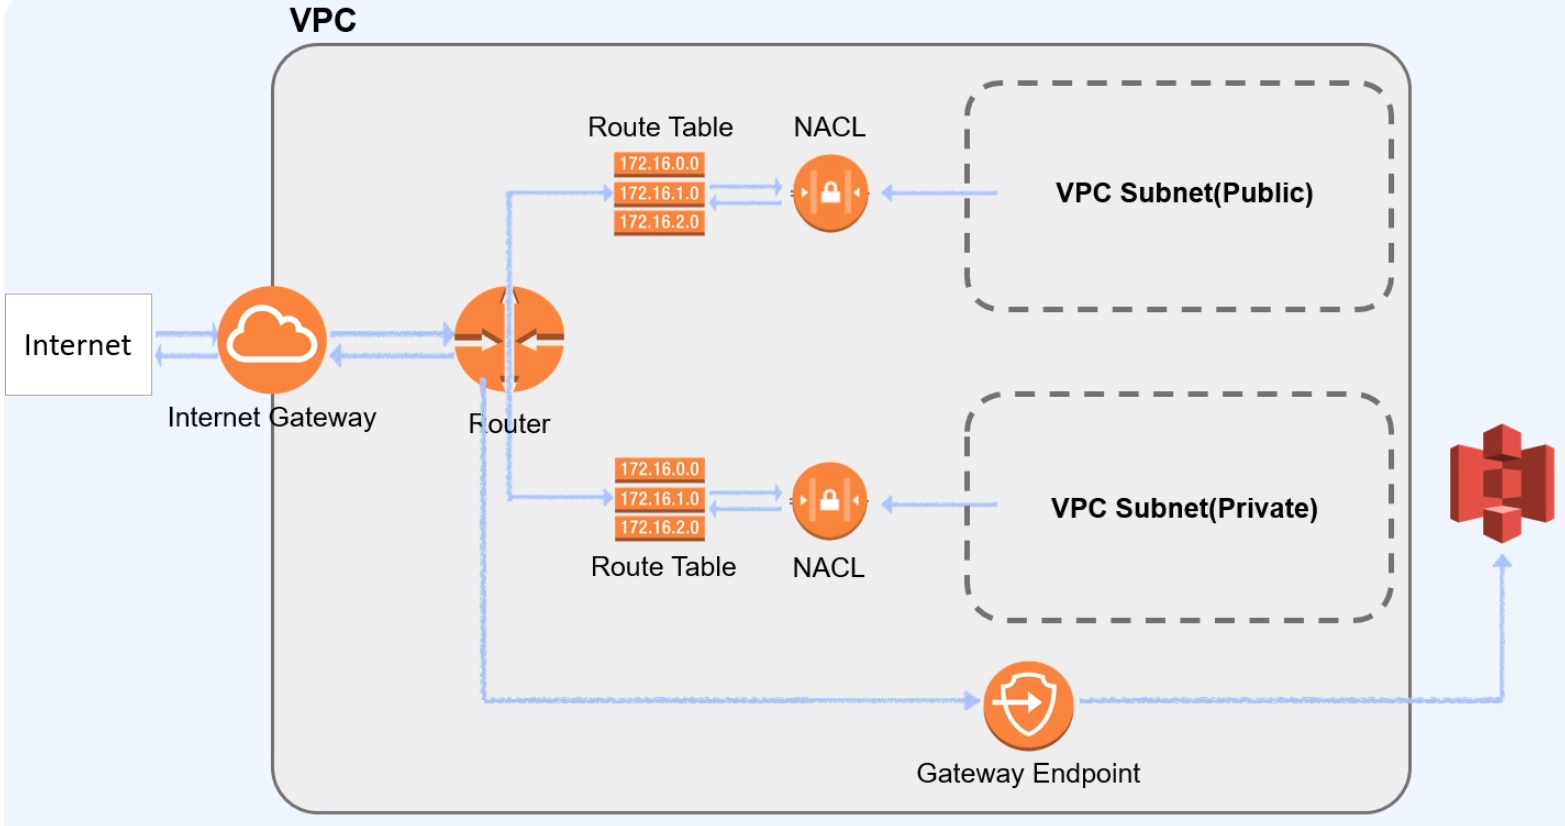 VPC
Route Table
NACL
172.16.0.0
172.16.1.0
172.16.2.0
VPC Subnet(Public)
Internet
Internet Gateway
Router
172.16.0.0
172.16.1.0
172.16.2.0
Route Table
NACL
VPC Subnet(Private)
Gateway Endpoint